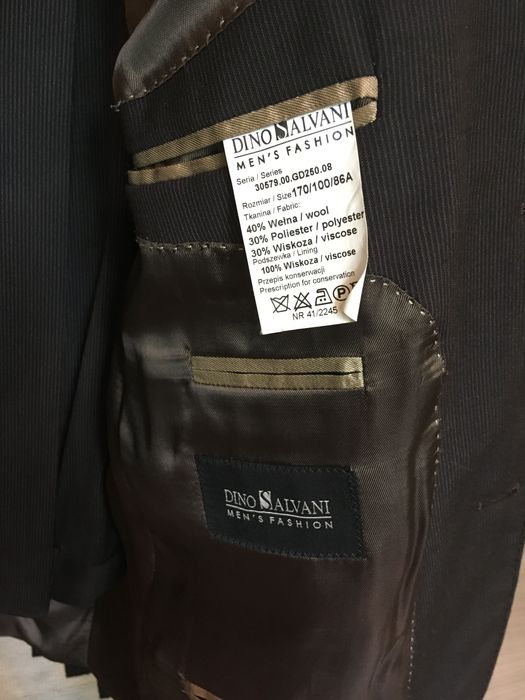 DINO SALVANI
MEN'S FASHION
Seria / Series
30579,00,GD250.08
Rozmiar / Size 170/100/86A
Tkanina / Fabric:
40% Wełna / wool
30% Poliester / polyester
30% Wiskoza / viscose
Podszewka / Lining
100% Wiskoza / viscose
Przepis konserwacji
Prescription for conservation
P
NR 41/2245
DINO SALVANI
MEN'S FASHION